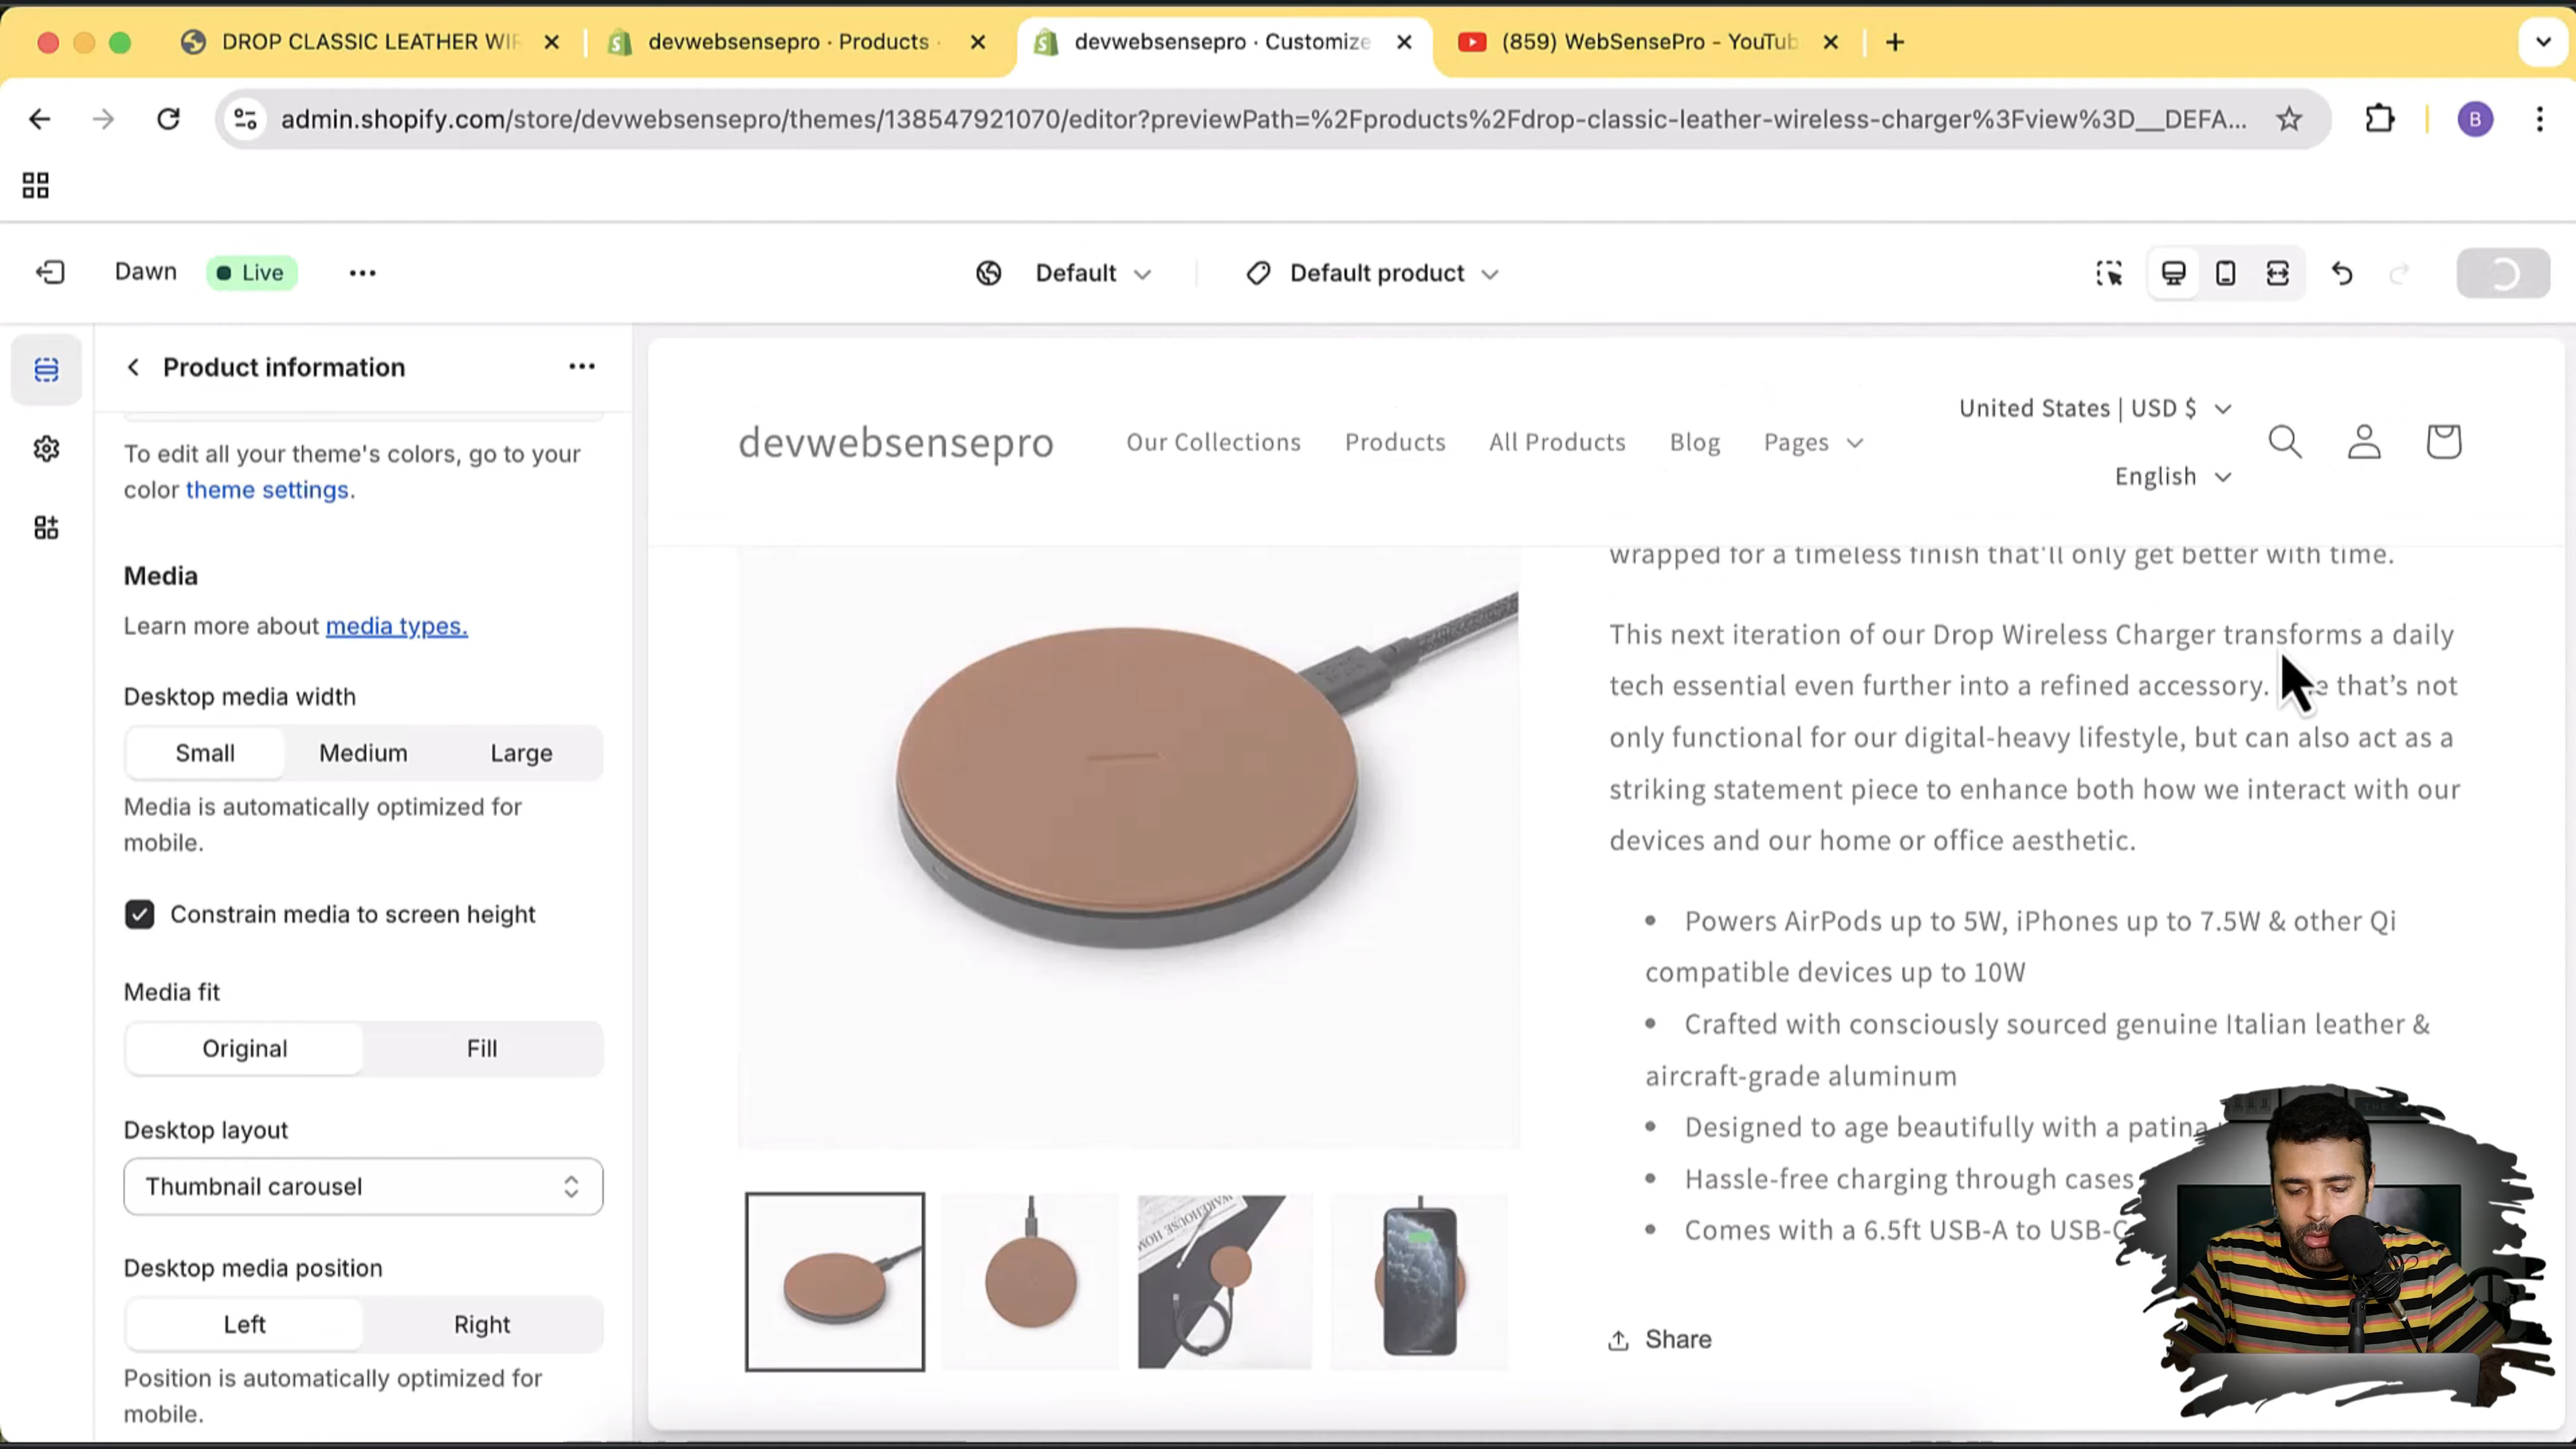 DROP CLASSIC LEATHER WIR
devwebsensepro · Products ·
devwebsensepro · Customize
(859) WebSensePro - YouTub
admin.shopify.com/store/devwebsensepro/themes/138547921070/editor?previewPath=%2Fproducts%2Fdrop-classic-leather-wireless-charger%3Fview%3D__DEFA...
B
Dawn
Live
Default
Default product
Product information
To edit all your theme's colors, go to your
color theme settings.
Media
Learn more about media types.
Desktop media width
Small
Medium
Large
Media is automatically optimized for
mobile.
Constrain media to screen height
Media fit
Original
Fill
Desktop layout
Thumbnail carousel
Desktop media position
Left
Right
Position is automatically optimized for
mobile.
devwebsensepro
Our Collections
Products
All Products
Blog
Pages
United States | USD $
English
wrapped for a timeless finish that'll only get better with time.
This next iteration of our Drop Wireless Charger transforms a daily
tech essential even further into a refined accessory. that's not
only functional for our digital-heavy lifestyle, but can also act as a
striking statement piece to enhance both how we interact with our
devices and our home or office aesthetic.
• Powers AirPods up to 5W, iPhones up to 7.5W & other Qi
compatible devices up to 10W
• Crafted with consciously sourced genuine Italian leather &
aircraft-grade aluminum
• Designed to age beautifully with a patina
• Hassle-free charging through cases
• Comes with a 6.5ft USB-A to USB-C
Share